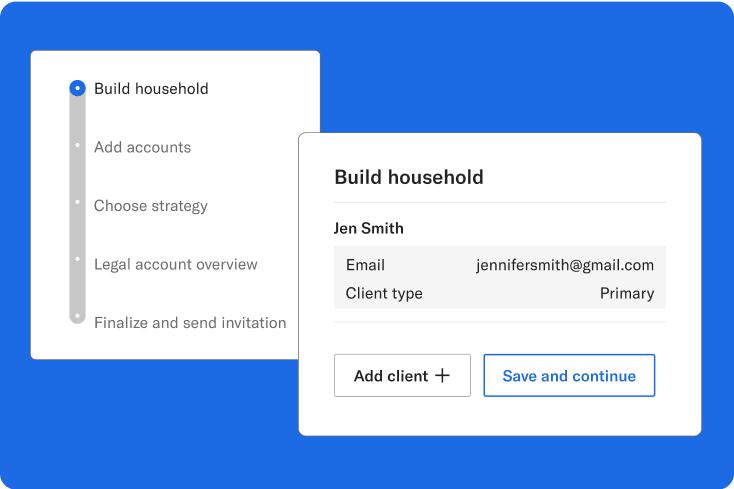 Build household
Add accounts
Choose strategy
Legal account overview
Finalize and send invitation
Build household
Jen Smith
Email jennifersmith@gmail.com
Client type Primary
Add client + Save and continue